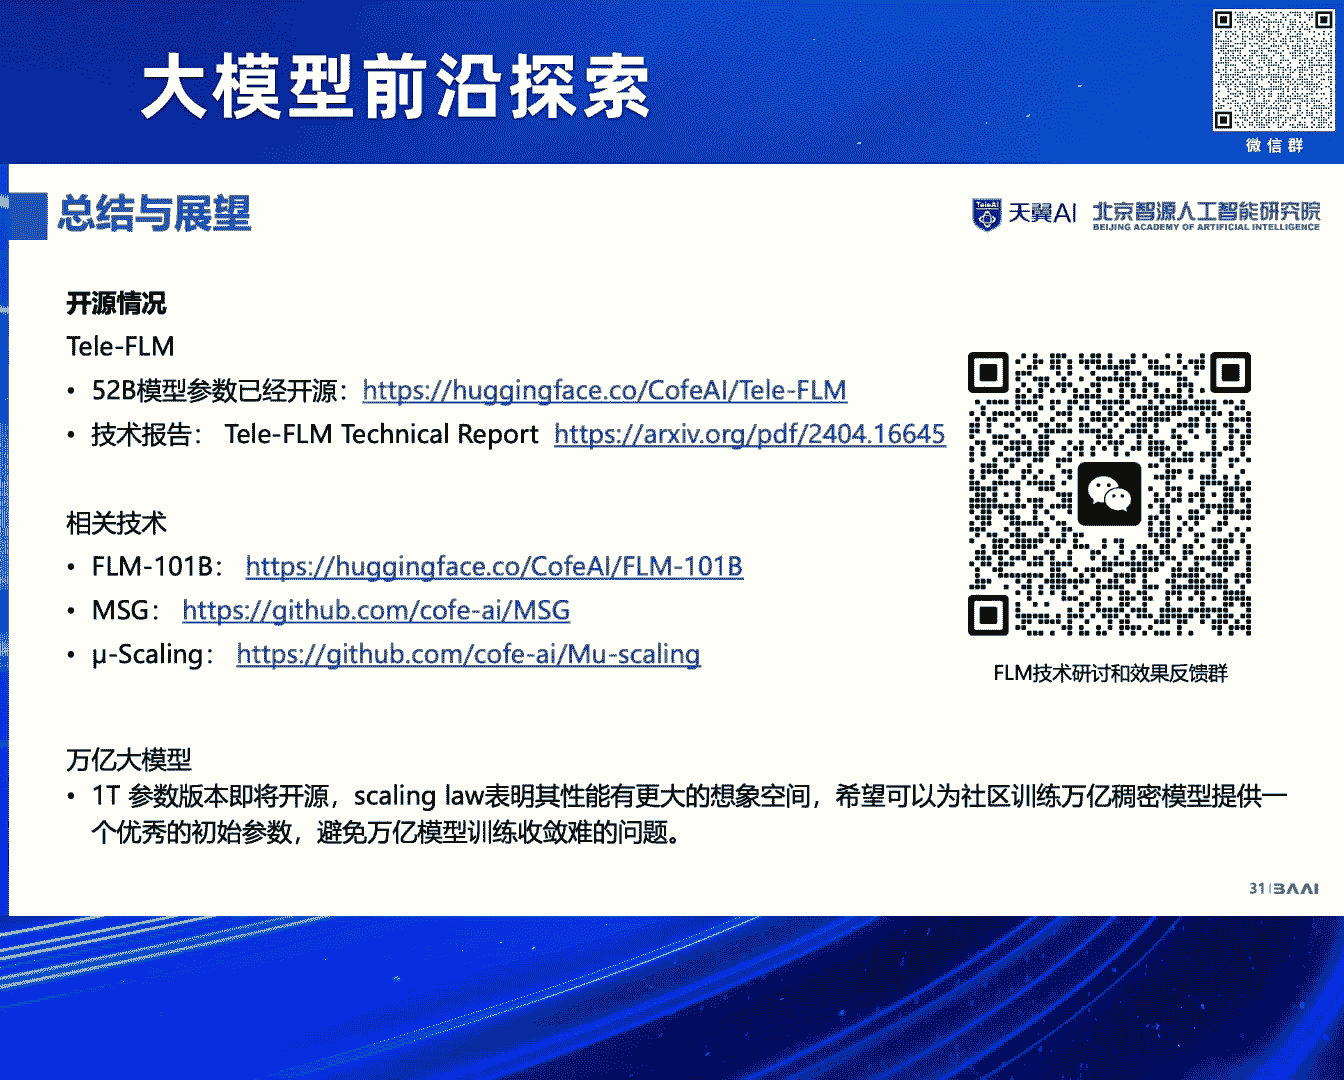 大模型前沿探索
微信群
总结与展望
TeleAI
天翼AI
北京智源人工智能研究院
BEIJING ACADEMY OF ARTIFICIAL INTELLIGENCE
开源情况
Tele-FLM
• 52B模型参数已经开源：https://huggingface.co/CofeAI/Tele-FLM
• 技术报告： Tele-FLM Technical Report https://arxiv.org/pdf/2404.16645
相关技术
• FLM-101B： https://huggingface.co/CofeAI/FLM-101B
• MSG： https://github.com/cofe-ai/MSG
• μ-Scaling： https://github.com/cofe-ai/Mu-scaling
FLM技术研讨和效果反馈群
万亿大模型
• 1T 参数版本即将开源，scaling law表明其性能有更大的想象空间，希望可以为社区训练万亿稠密模型提供一
个优秀的初始参数，避免万亿模型训练收敛难的问题。
31 | BAAI